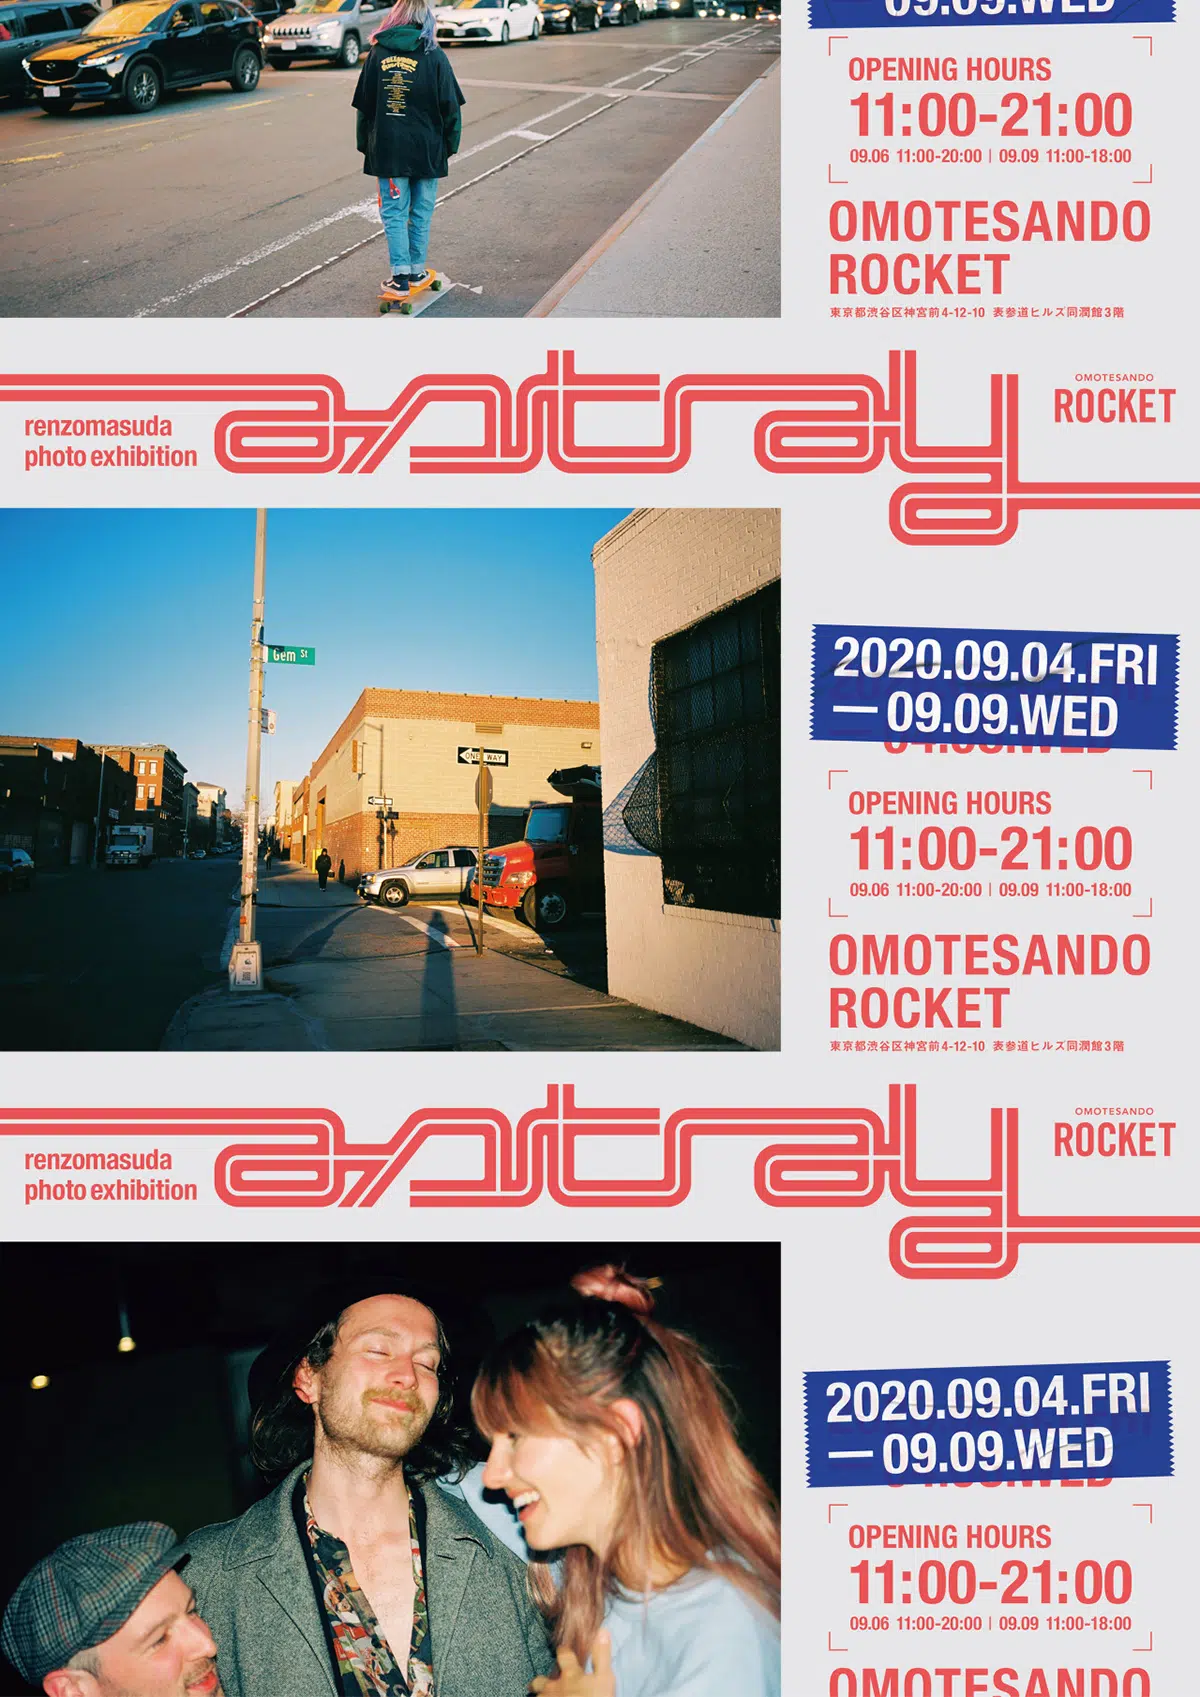 09.09.WED
OPENING HOURS
11:00-21:00
09.06 11:00-20:00 | 09.09 11:00-18:00
OMOTESANDO
ROCKET
東京都渋谷区神宮前4-12-10 表参道ヒルズ同潤館3階
renzomasuda
photo exhibition
astray
OMOTESANDO
ROCKET
Gem St
ONE WAY
2020.09.04.FRI
—09.09.WED
OPENING HOURS
11:00-21:00
09.06 11:00-20:00 | 09.09 11:00-18:00
OMOTESANDO
ROCKET
東京都渋谷区神宮前4-12-10 表参道ヒルズ同潤館3階
renzomasuda
photo exhibition
astray
OMOTESANDO
ROCKET
2020.09.04.FRI
—09.09.WED
OPENING HOURS
11:00-21:00
09.06 11:00-20:00 | 09.09 11:00-18:00
OMOTESANDO